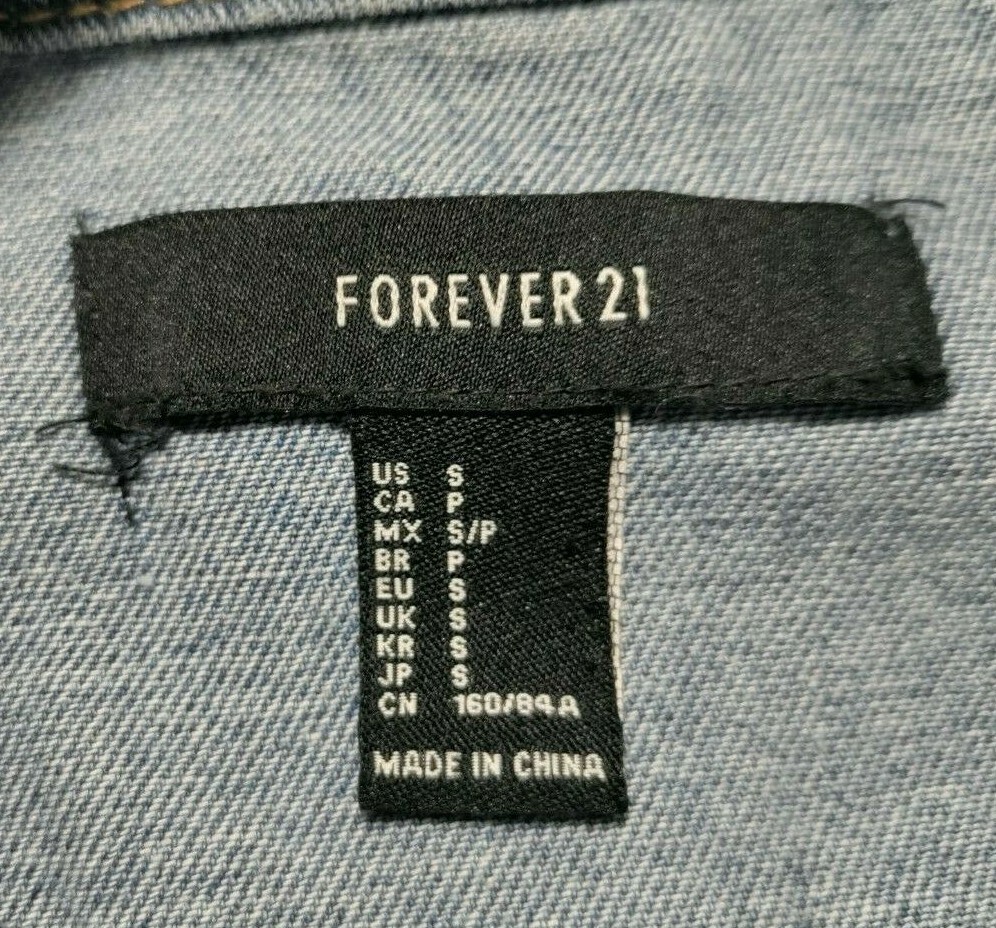 FOREVER 21
US S
CA P
MX S/P
BR P
EU S
UK S
KR S
JP S
CN 160/84A
MADE IN CHINA